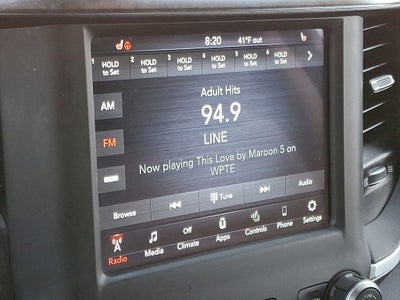 8:20 41°F out
1 2 3 4 5 6
HOLD to Set HOLD to Set HOLD to Set HOLD to Set HOLD to Set HOLD to Set
Adult Hits
AM
94.9
FM
LINE
Now playing This Love by Maroon 5 on
WPTE
Browse Tune Audio
Radio Media Off Climate Apps Controls Phone Settings